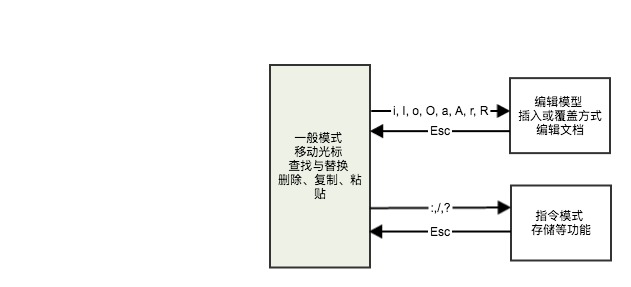 一般模式
移动光标
查找与替换
删除、复制、粘
贴
i, I, o, O, a, A, r, R
Esc
编辑模型
插入或覆盖方式
编辑文档
:,/,?
Esc
指令模式
存储等功能